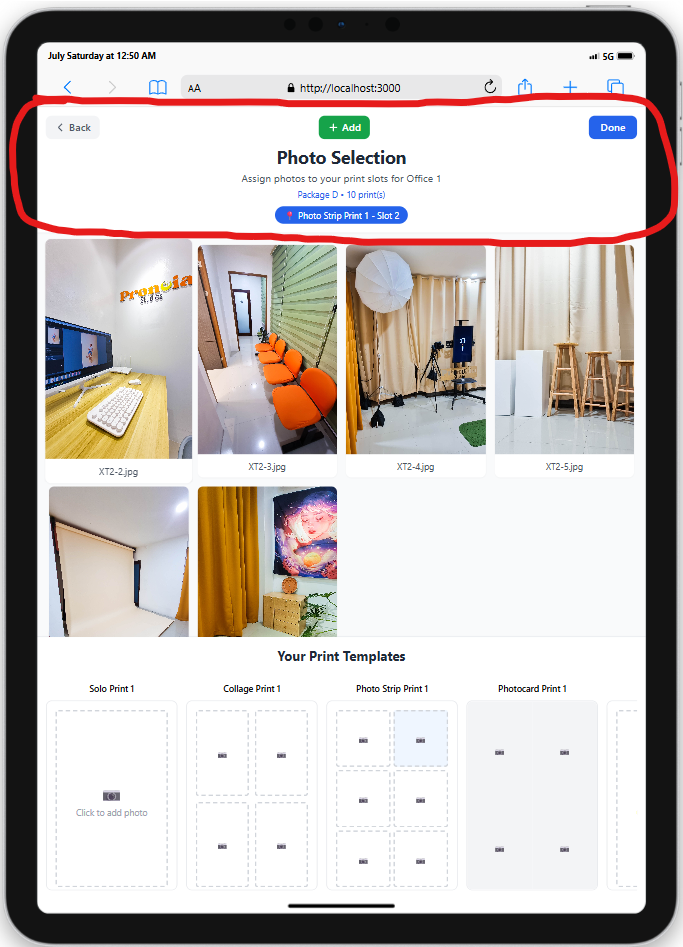 July Saturday at 12:50 AM
5G
AA
http://localhost:3000
Back
+ Add
Done
Photo Selection
Assign photos to your print slots for Office 1
Package D • 10 print(s)
📍 Photo Strip Print 1 - Slot 2
Pronoia
XT2-2.jpg
XT2-3.jpg
XT2-4.jpg
XT2-5.jpg
Your Print Templates
Solo Print 1
Collage Print 1
Photo Strip Print 1
Photocard Print 1
Click to add photo